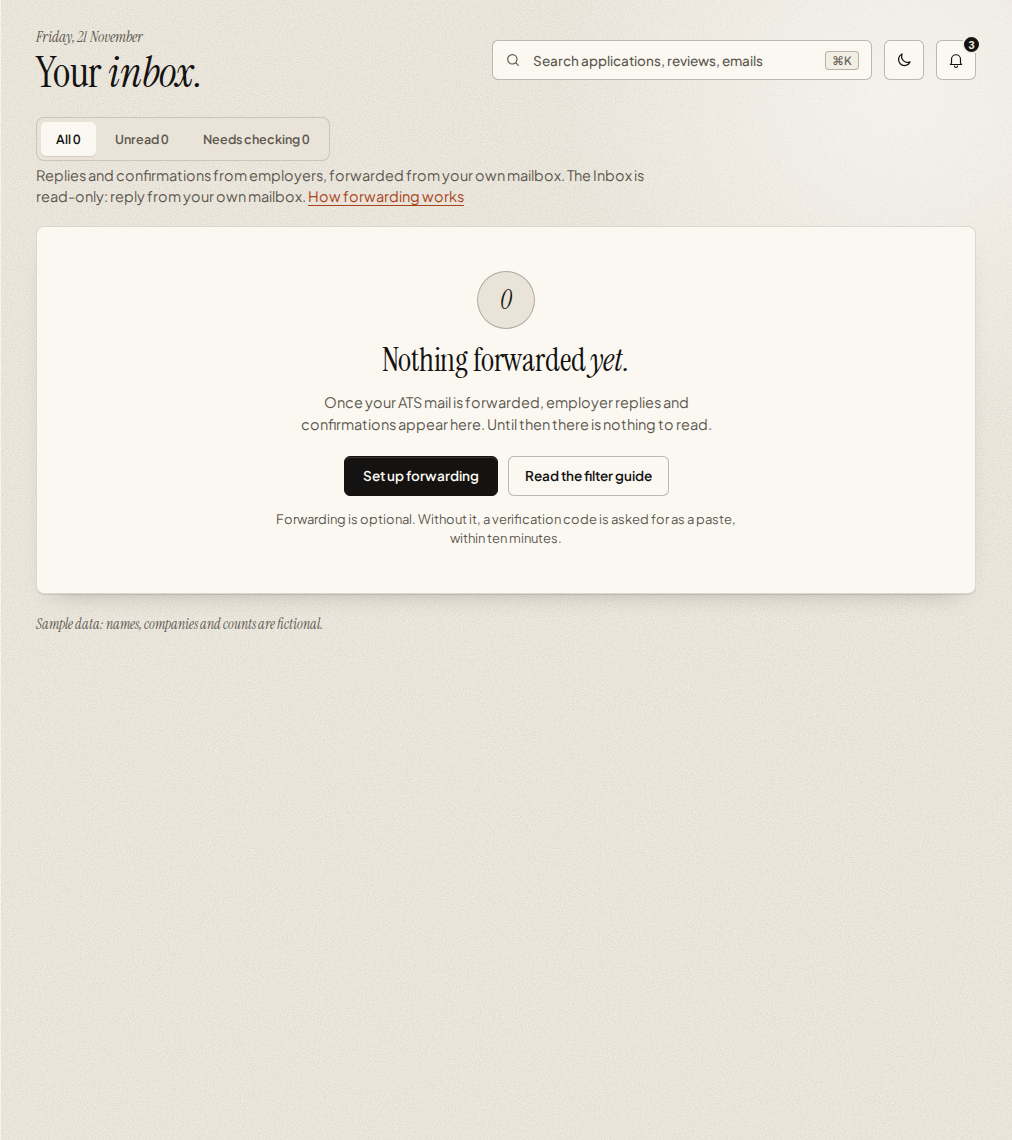 Friday, 21 November
Your inbox.
Search applications, reviews, emails
⌘K
3
All 0
Unread 0
Needs checking 0
Replies and confirmations from employers, forwarded from your own mailbox. The Inbox is
read-only: reply from your own mailbox. How forwarding works
0
Nothing forwarded yet.
Once your ATS mail is forwarded, employer replies and
confirmations appear here. Until then there is nothing to read.
Set up forwarding
Read the filter guide
Forwarding is optional. Without it, a verification code is asked for as a paste,
within ten minutes.
Sample data: names, companies and counts are fictional.